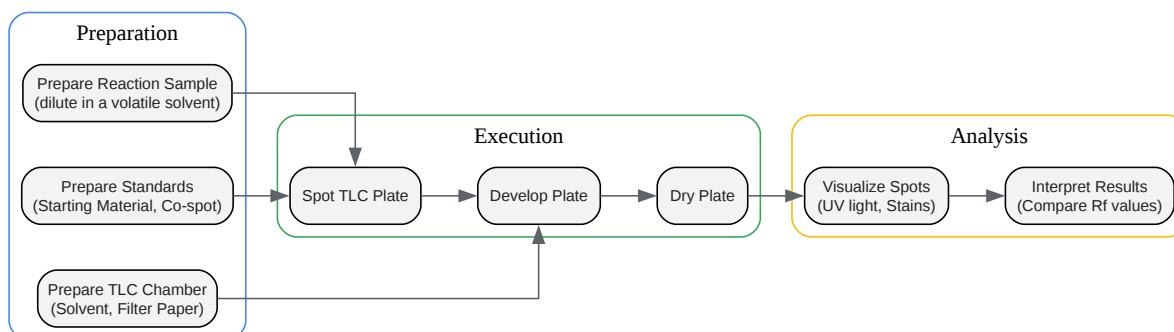 Preparation
Prepare Reaction Sample
(dilute in a volatile solvent)
Prepare Standards
(Starting Material, Co-spot)
Prepare TLC Chamber
(Solvent, Filter Paper)
Execution
Spot TLC Plate
Develop Plate
Dry Plate
Analysis
Visualize Spots
(UV light, Stains)
Interpret Results
(Compare Rf values)